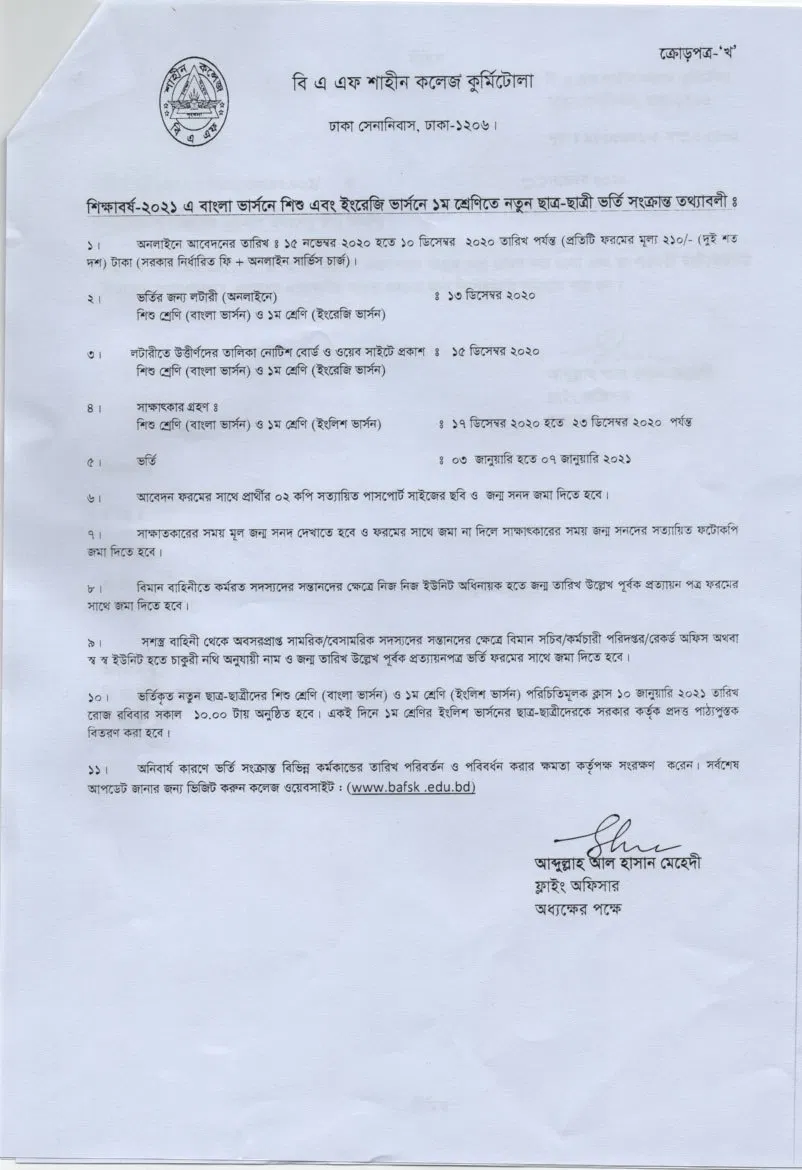 ক্রোড়পত্র-‘খ’
শাহীন কলেজ
বি এ এফ
বি এ এফ শাহীন কলেজ কুর্মিটোলা
ঢাকা সেনানিবাস, ঢাকা-১২০৬।
শিক্ষাবর্ষ-২০২১ এ বাংলা ভার্সনে শিশু এবং ইংরেজি ভার্সনে ১ম শ্রেণিতে নতুন ছাত্র-ছাত্রী ভর্তি সংক্রান্ত তথ্যাবলী ঃ
১। অনলাইনে আবেদনের তারিখ ঃ ১৫ নভেম্বর ২০২০ হতে ১০ ডিসেম্বর ২০২০ তারিখ পর্যন্ত (প্রতিটি ফরমের মূল্য ২১০/- (দুই শত
দশ) টাকা (সরকার নির্ধারিত ফি + অনলাইন সার্ভিস চার্জ)।
২। ভর্তির জন্য লটারী (অনলাইনে) ঃ ১৩ ডিসেম্বর ২০২০
শিশু শ্রেণি (বাংলা ভার্সন) ও ১ম শ্রেণি (ইংরেজি ভার্সন)
৩। লটারীতে উত্তীর্ণদের তালিকা নোটিশ বোর্ড ও ওয়েব সাইটে প্রকাশ ঃ ১৫ ডিসেম্বর ২০২০
শিশু শ্রেণি (বাংলা ভার্সন) ও ১ম শ্রেণি (ইংরেজি ভার্সন)
৪। সাক্ষাৎকার গ্রহণ ঃ
শিশু শ্রেণি (বাংলা ভার্সন) ও ১ম শ্রেণি (ইংলিশ ভার্সন) ঃ ১৭ ডিসেম্বর ২০২০ হতে ২৩ ডিসেম্বর ২০২০ পর্যন্ত
৫। ভর্তি ঃ ০৩ জানুয়ারি হতে ০৭ জানুয়ারি ২০২১
৬। আবেদন ফরমের সাথে প্রার্থীর ০২ কপি সত্যায়িত পাসপোর্ট সাইজের ছবি ও জন্ম সনদ জমা দিতে হবে।
৭। সাক্ষাতকারের সময় মূল জন্ম সনদ দেখাতে হবে ও ফরমের সাথে জমা না দিলে সাক্ষাৎকারের সময় জন্ম সনদের সত্যায়িত ফটোকপি
জমা দিতে হবে।
৮। বিমান বাহিনীতে কর্মরত সদস্যদের সন্তানদের ক্ষেত্রে নিজ নিজ ইউনিট অধিনায়ক হতে জন্ম তারিখ উল্লেখ পূর্বক প্রত্যায়ন পত্র ফরমের
সাথে জমা দিতে হবে।
৯। সশস্ত্র বাহিনী থেকে অবসরপ্রাপ্ত সামরিক/বেসামরিক সদস্যদের সন্তানদের ক্ষেত্রে বিমান সচিব/কর্মচারী পরিদপ্তর/রেকর্ড অফিস অথবা
স্ব স্ব ইউনিট হতে চাকুরী নথি অনুযায়ী নাম ও জন্ম তারিখ উল্লেখ পূর্বক প্রত্যায়নপত্র ভর্তি ফরমের সাথে জমা দিতে হবে।
১০। ভর্তিকৃত নতুন ছাত্র-ছাত্রীদের শিশু শ্রেণি (বাংলা ভার্সন) ও ১ম শ্রেণি (ইংলিশ ভার্সন) পরিচিতিমূলক ক্লাস ১০ জানুয়ারি ২০২১ তারিখ
রোজ রবিবার সকাল ১০.০০ টায় অনুষ্ঠিত হবে। একই দিনে ১ম শ্রেণির ইংলিশ ভার্সনের ছাত্র-ছাত্রীদেরকে সরকার কর্তৃক প্রদত্ত পাঠ্যপুস্তক
বিতরণ করা হবে।
১১। অনিবার্য কারণে ভর্তি সংক্রান্ত বিভিন্ন কর্মকান্ডের তারিখ পরিবর্তন ও পরিবর্ধন করার ক্ষমতা কর্তৃপক্ষ সংরক্ষণ করেন। সর্বশেষ
আপডেট জানার জন্য ভিজিট করুন কলেজ ওয়েবসাইট : (www.bafsk .edu.bd)
আব্দুল্লাহ আল হাসান মেহেদী
ফ্লাইং অফিসার
অধ্যক্ষের পক্ষে